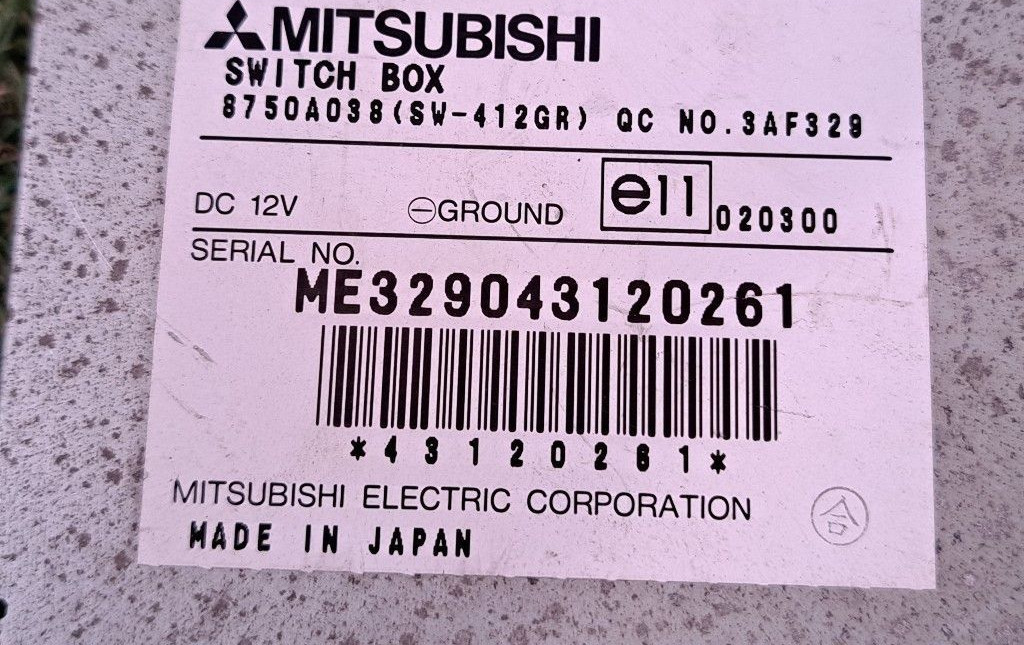 MITSUBISHI
SWITCH BOX
8750A038(SW-412GR) QC NO.3AF329
DC 12V ⊖GROUND e11 020300
SERIAL NO.
ME329043120261
*43120261*
MITSUBISHI ELECTRIC CORPORATION
合
MADE IN JAPAN